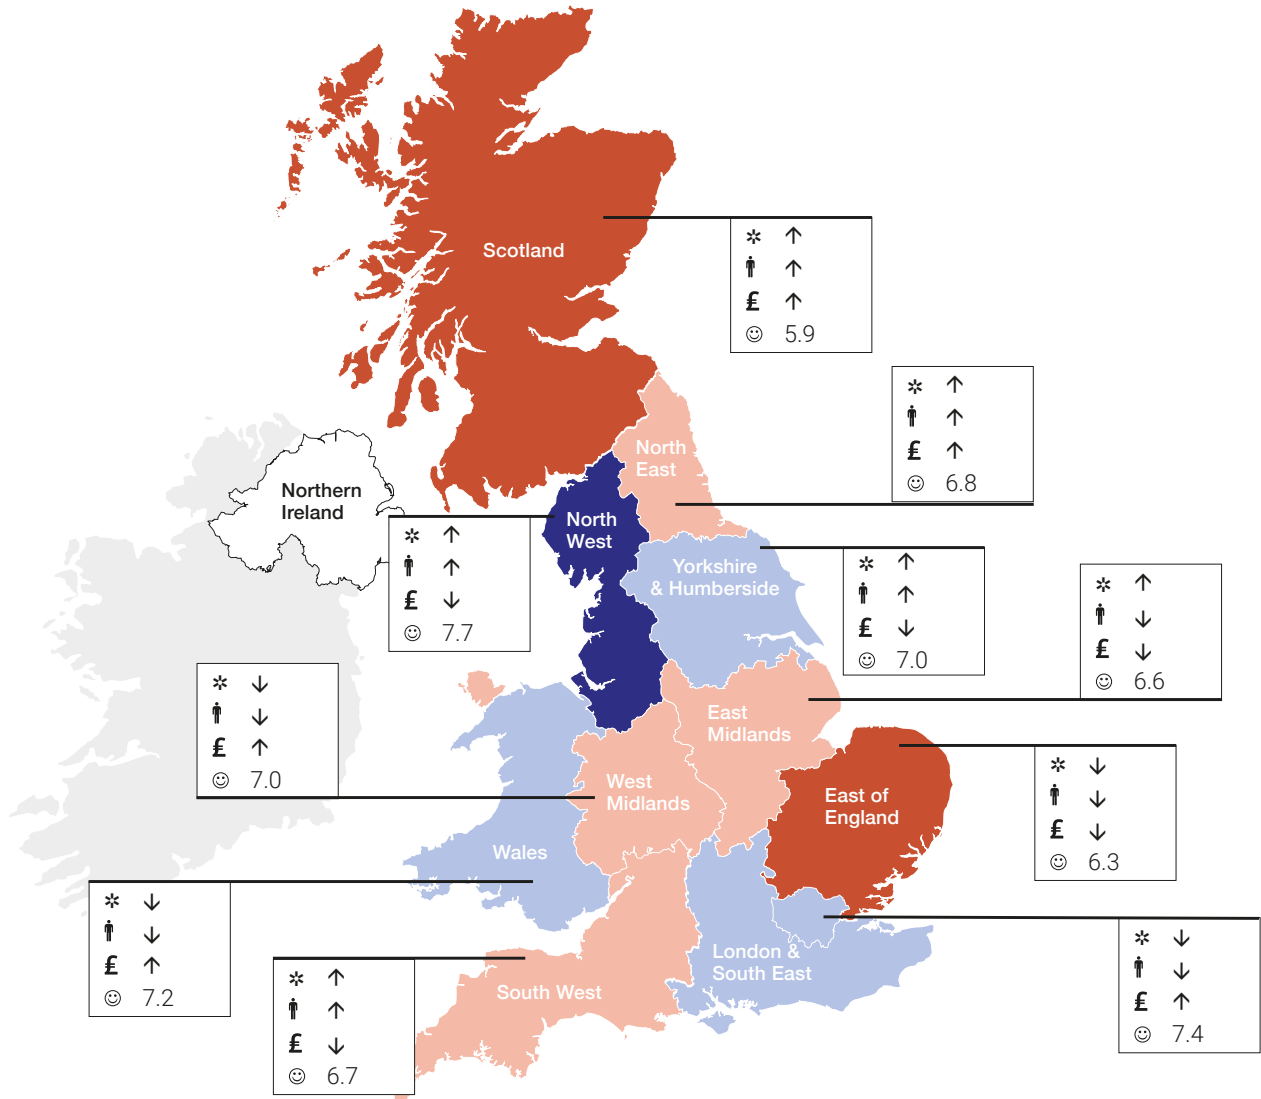 Scotland
✲ ↑
↑
£ ↑
☺ 5.9
North
East
✲ ↑
↑
£ ↑
☺ 6.8
Northern
Ireland
North
West
✲ ↑
↑
£ ↓
☺ 7.7
Yorkshire
& Humberside
✲ ↑
↑
£ ↓
☺ 7.0
✲ ↑
↓
£ ↓
☺ 6.6
East
Midlands
✲ ↓
↓
£ ↑
☺ 7.0
West
Midlands
East of
England
✲ ↓
↓
£ ↓
☺ 6.3
Wales
✲ ↓
↓
£ ↑
☺ 7.2
South West
✲ ↑
↑
£ ↓
☺ 6.7
London &
South East
✲ ↓
↓
£ ↑
☺ 7.4